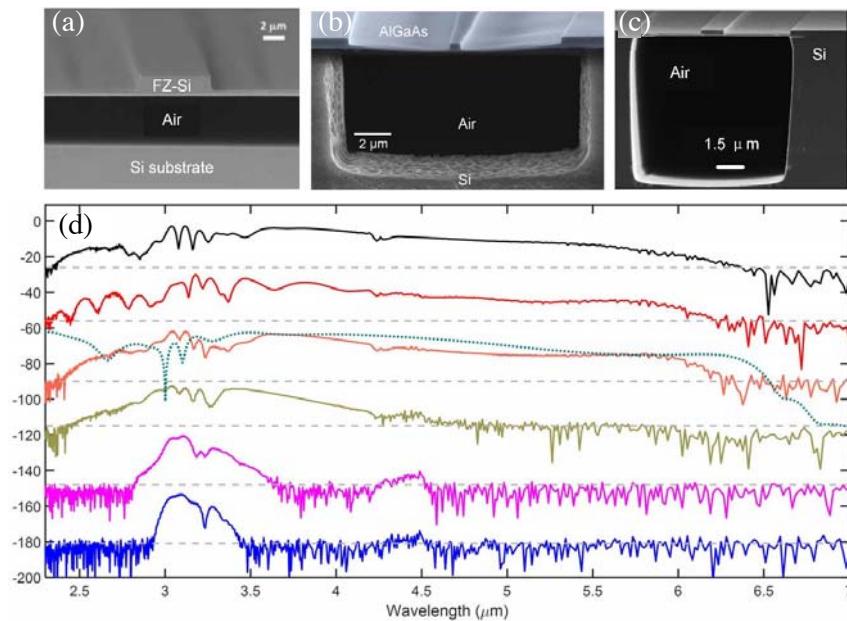 (a)
2 μm
FZ-Si
Air
Si substrate
(b)
AlGaAs
Air
2 μm
Si
(c)
Si
Air
1.5 μm
(d)
0
-20
-40
-60
-80
-100
-120
-140
-160
-180
-200
2.5 3 3.5 4 4.5 5 5.5 6 6.5 7
Wavelength (μm)